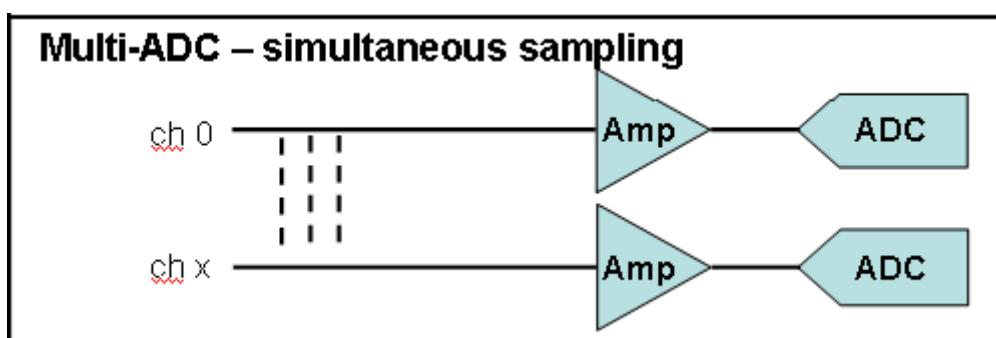 Multi-ADC – simultaneous sampling
ch 0
Amp
ADC
ch x
Amp
ADC